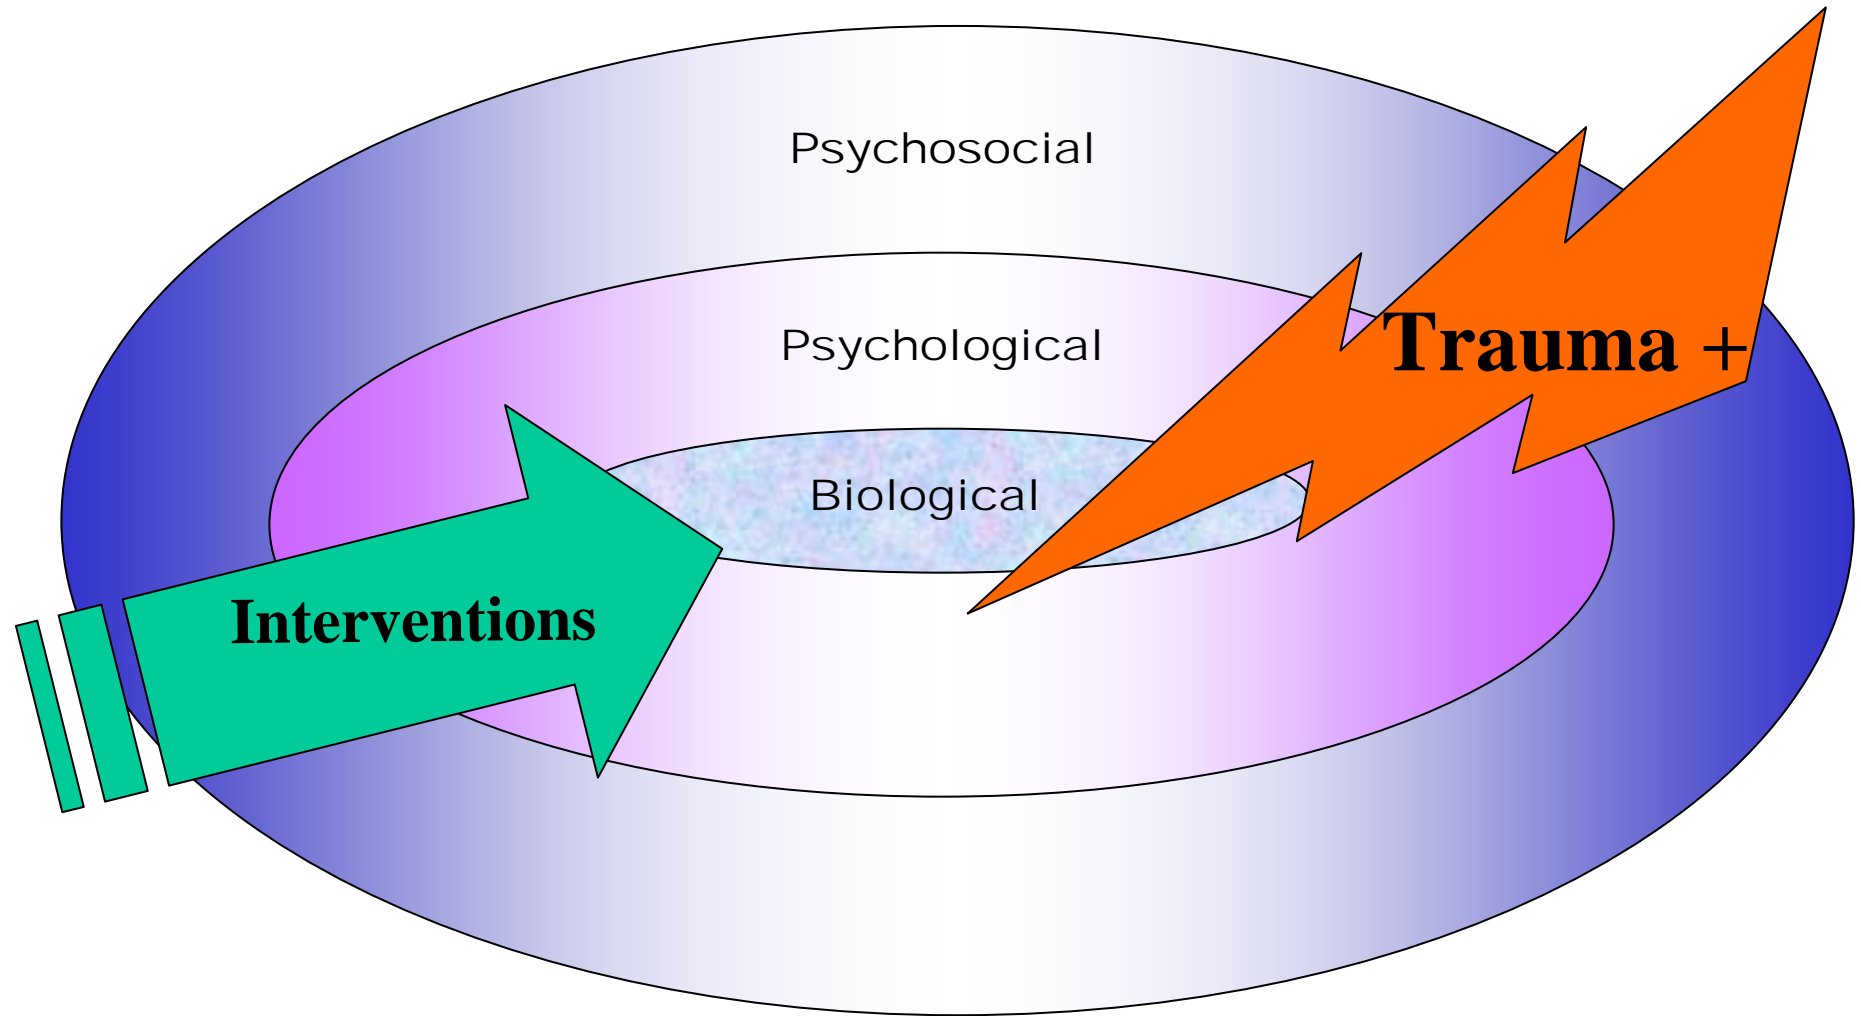 Psychosocial
Psychological
Trauma +
Biological
Interventions